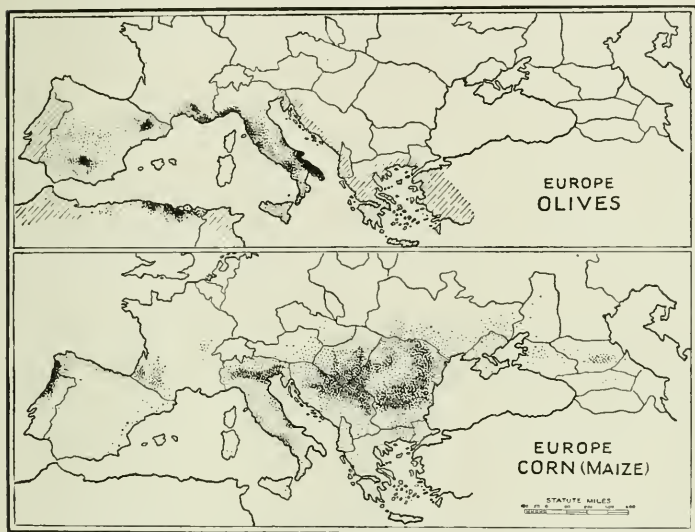 EUROPE
OLIVES
EUROPE
CORN (MAIZE)
STATUTE MILES